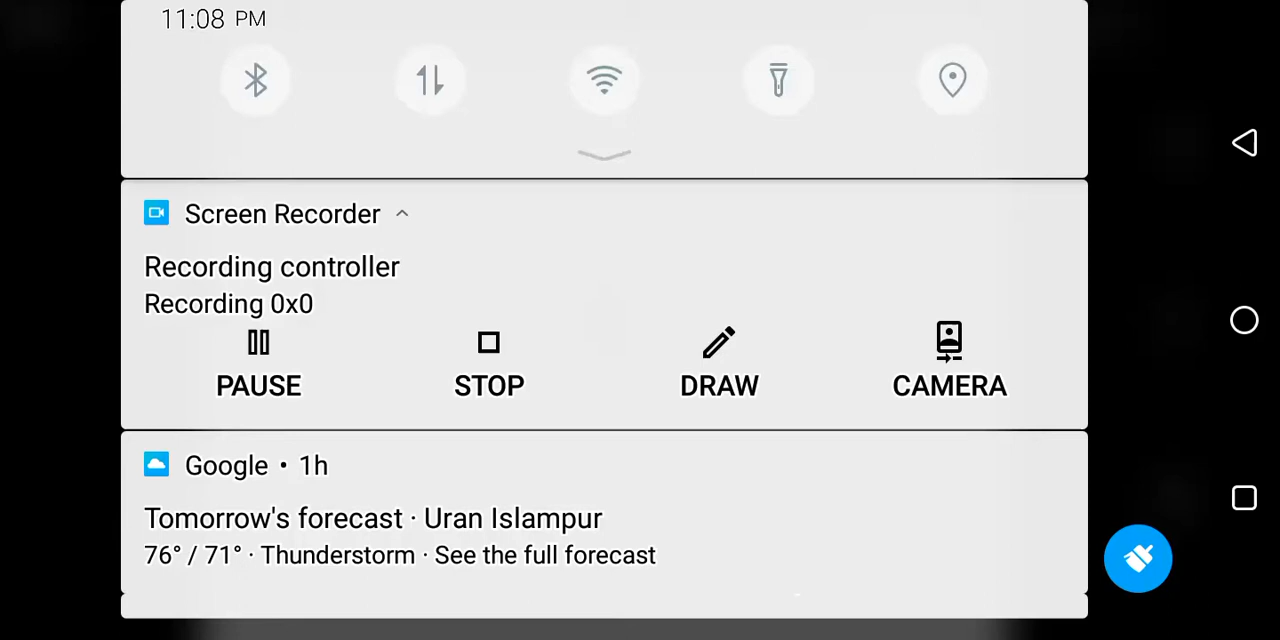 11:08 PM
Screen Recorder
Recording controller
Recording 0x0
PAUSE STOP DRAW CAMERA
Google • 1h
Tomorrow's forecast · Uran Islampur
76° / 71° · Thunderstorm · See the full forecast